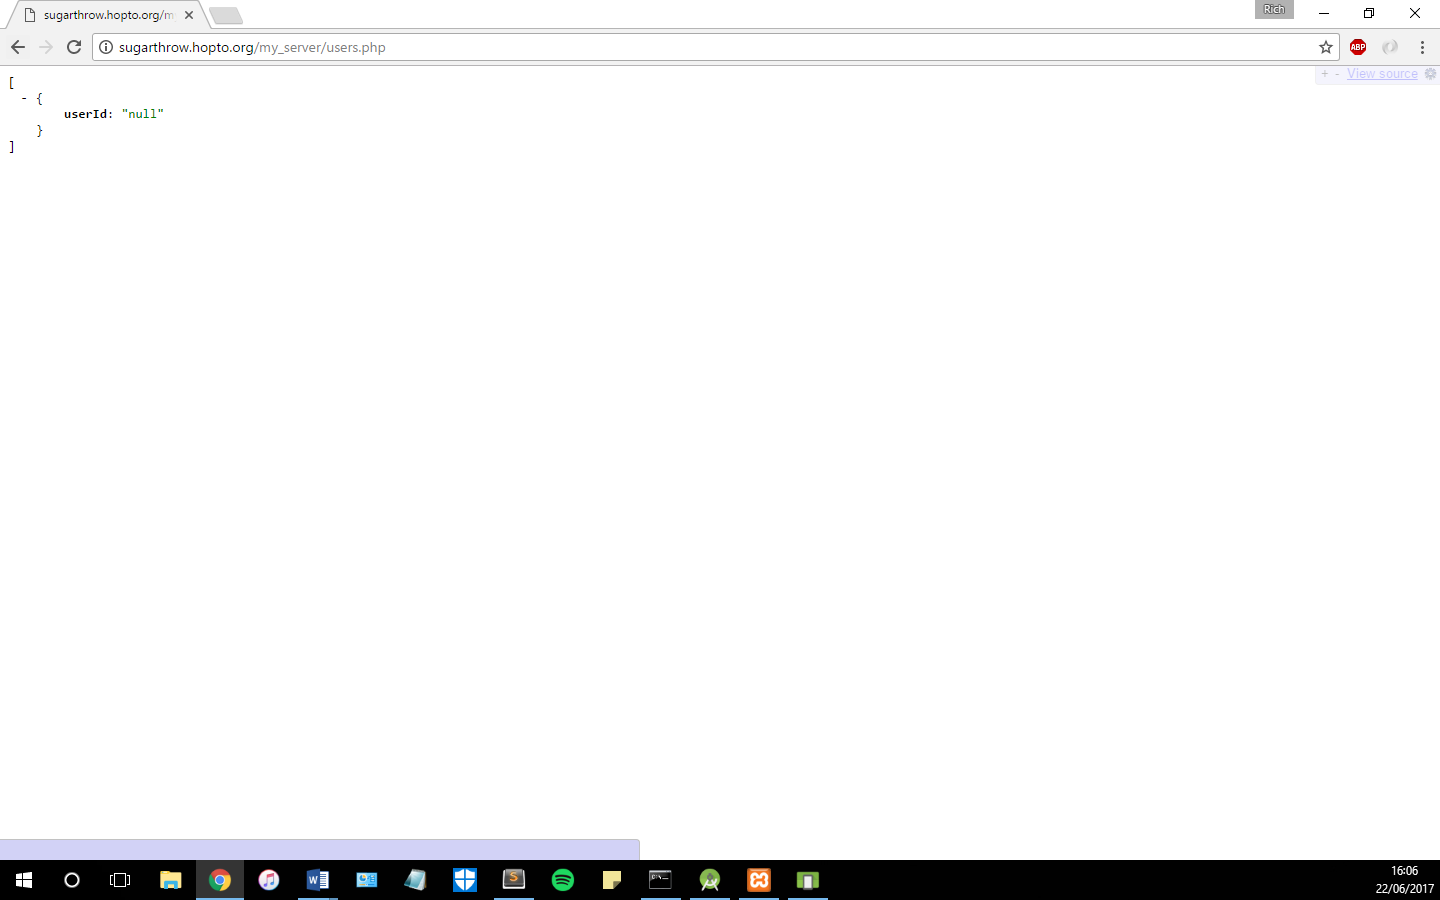 sugarthrow.hopto.org/m
Rich
sugarthrow.hopto.org/my_server/users.php
ABP
+ - View source
[
- {
userId: "null"
}
]
16:06
22/06/2017